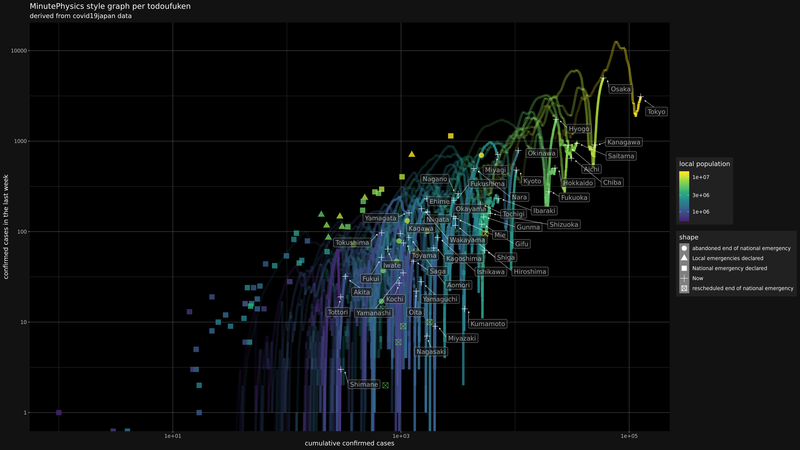 MinutePhysics style graph per todoufuken
derived from covid19japan data
confirmed cases in the last week
10000
1000
100
10
1
1e+01
1e+03
1e+05
cumulative confirmed cases
Osaka
Tokyo
Hyogo
Kanagawa
Saitama
Okinawa
Aichi
Miyagi
Nagano
Kyoto
Hokkaido
Chiba
Fukushima
Nara
Fukuoka
Ehime
Okayama
Ibaraki
Yamagata
Niigata
Tochigi
Kagawa
Gunma
Shizuoka
Mie
Tokushima
Wakayama
Gifu
Toyama
Kagoshima
Shiga
Iwate
Saga
Ishikawa
Hiroshima
Fukui
Aomori
Akita
Kochi
Yamaguchi
Tottori
Yamanashi
Oita
Kumamoto
Miyazaki
Nagasaki
Shimane
local population
1e+07
3e+06
1e+06
shape
abandoned end of national emergency
Local emergencies declared
National emergency declared
Now
rescheduled end of national emergency